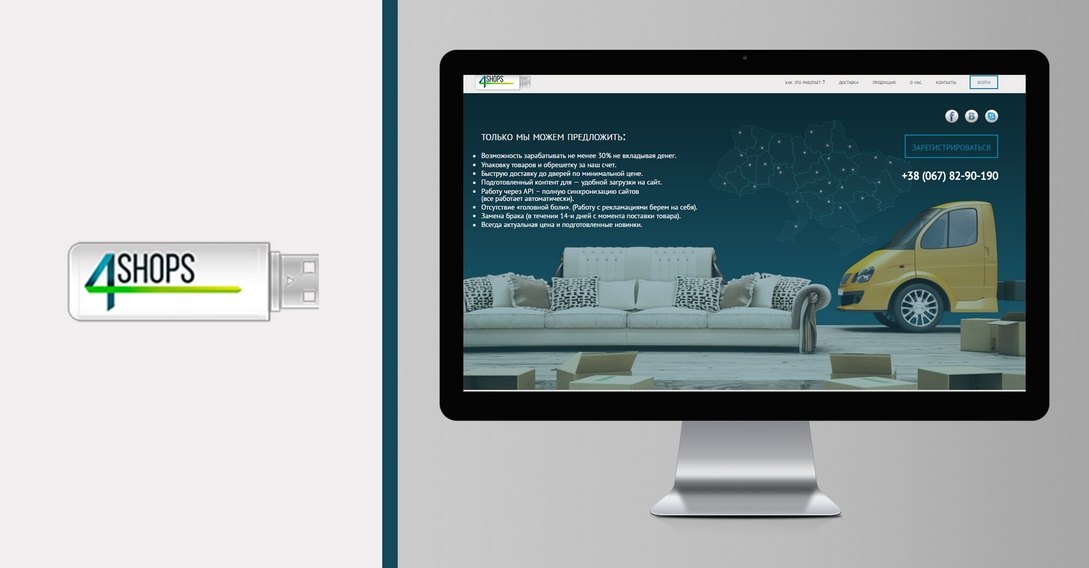 4SHOPS
4SHOPS
КАК ЭТО РАБОТАЕТ ?
ДОСТАВКА
ПРОДУКЦИЯ
О НАС
КОНТАКТЫ
ВОЙТИ
ЗАРЕГИСТРИРОВАТЬСЯ
+38 (067) 82-90-190
ТОЛЬКО МЫ МОЖЕМ ПРЕДЛОЖИТЬ:
• Возможность зарабатывать не менее 30% не вкладывая денег.
• Упаковку товаров и обрешетку за наш счет.
• Быструю доставку до дверей по минимальной цене.
• Подготовленный контент для — удобной загрузки на сайт.
• Работу через API – полную синхронизацию сайтов
(все работает автоматически).
• Отсутствие «головной боли». (Работу с рекламациями берем на себя).
• Замена брака (в течении 14-и дней с момента поставки товара).
• Всегда актуальная цена и подготовленные новинки.